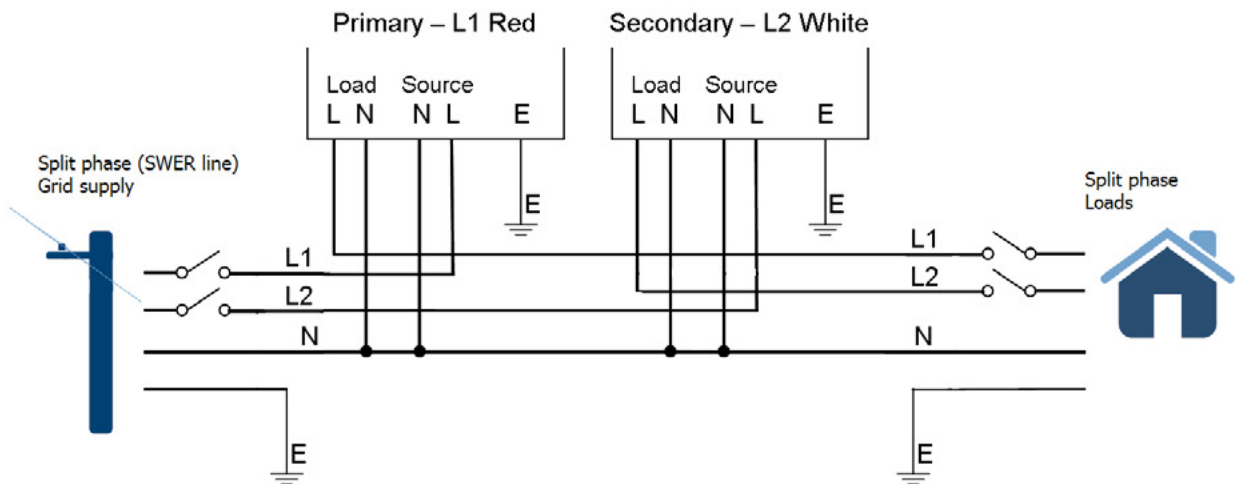 Primary – L1 Red
Secondary – L2 White
Load Source
L N N L E
Load Source
L N N L E
Split phase (SWER line)
Grid supply
Split phase
Loads
E
E
L1
L1
L2
L2
N
N
E
E